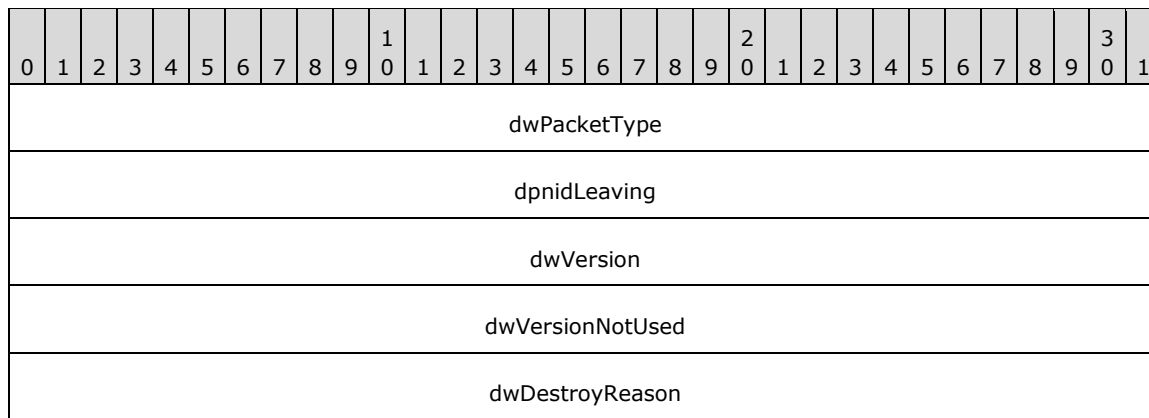 1 2 3
0 1 2 3 4 5 6 7 8 9 0 1 2 3 4 5 6 7 8 9 0 1 2 3 4 5 6 7 8 9 0 1
dwPacketType
dpnidLeaving
dwVersion
dwVersionNotUsed
dwDestroyReason